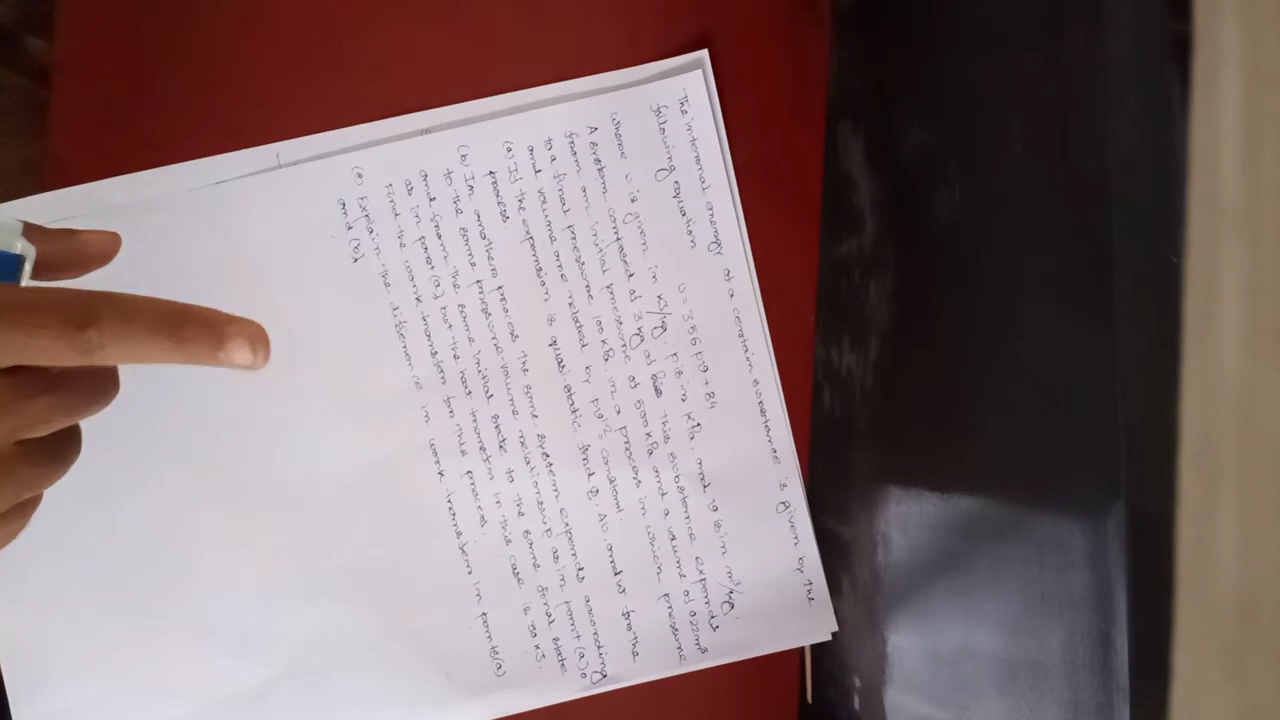 The internal energy of a certain substance is given by the
following equation u = 3.56 pv + 84
where u is given in kJ/kg, p is in kPa, and v is in m³/kg.
A system composed of 3 kg of this substance expands
from an initial pressure of 500 kPa and a volume of 0.22 m³
to a final pressure 100 kPa in a process in which pressure
and volume are related by pv^1.2 = constant.
(a) If the expansion is quasi-static, find Q, ΔU, and W for the
process.
(b) In another process the same system expands according
to the same pressure-volume relationship as in part (a),
and from the same initial state to the same final state
as in part (a) but the heat transfer in this case is 30 kJ.
Find the work transfer for this process.
(c) Explain the difference in work transfer in parts (a)
and (b)